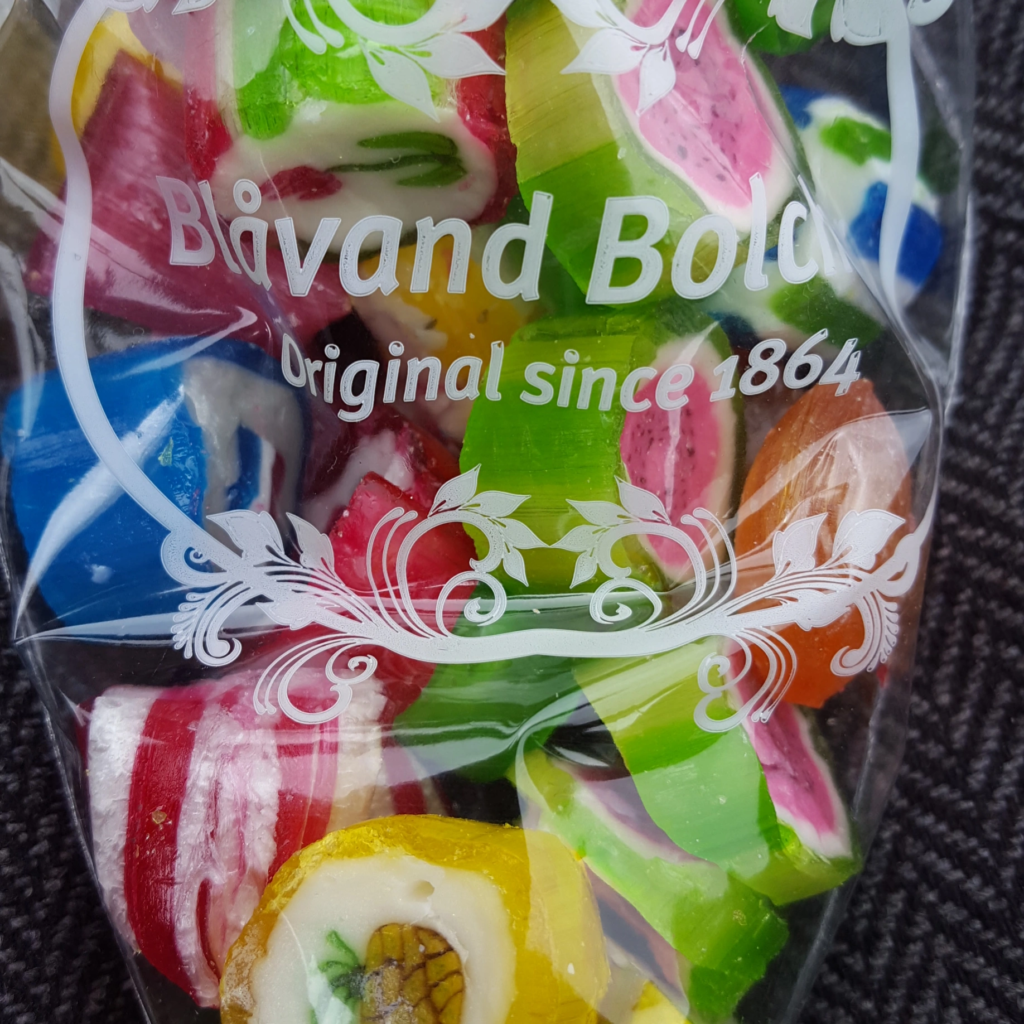 Blåvand Bolc
Original since 1864